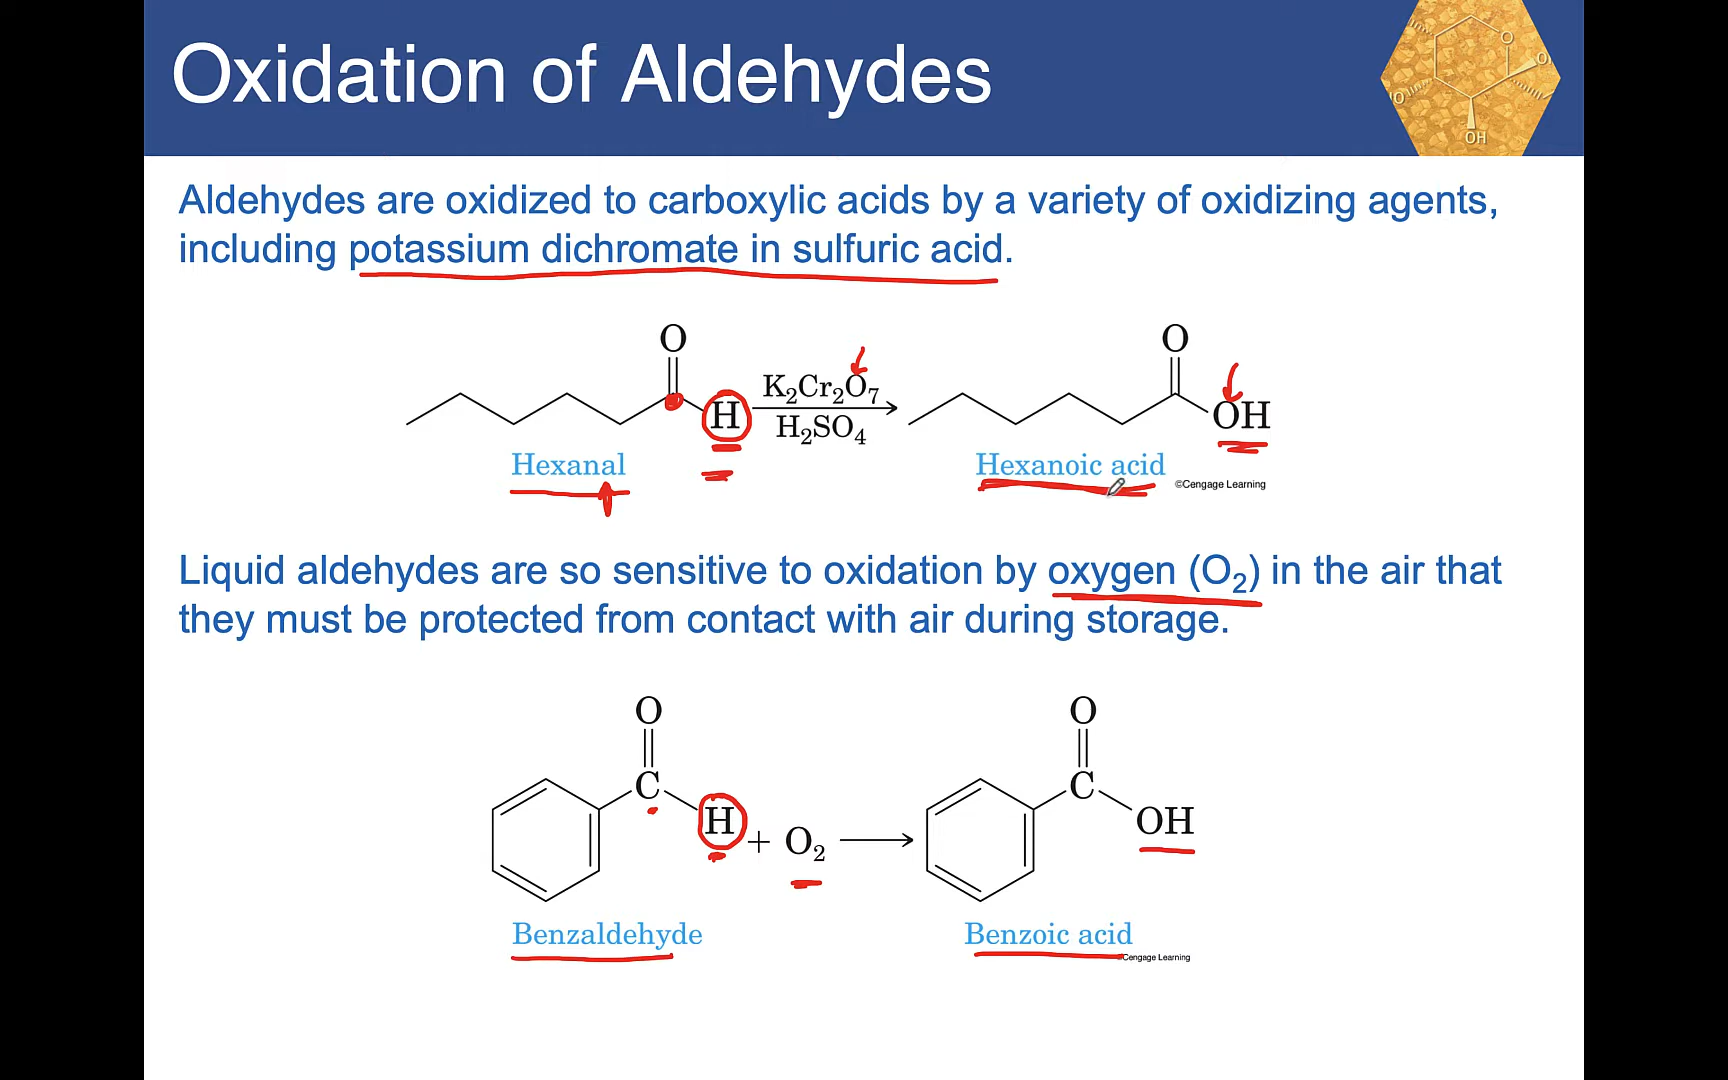 Oxidation of Aldehydes
O
O
O
OH
Aldehydes are oxidized to carboxylic acids by a variety of oxidizing agents,
including potassium dichromate in sulfuric acid.
O
O
K₂Cr₂O₇
H
OH
H₂SO₄
Hexanal
Hexanoic acid
©Cengage Learning
Liquid aldehydes are so sensitive to oxidation by oxygen (O₂) in the air that
they must be protected from contact with air during storage.
O
O
C
C
H
+ O₂
OH
Benzaldehyde
Benzoic acid
Cengage Learning